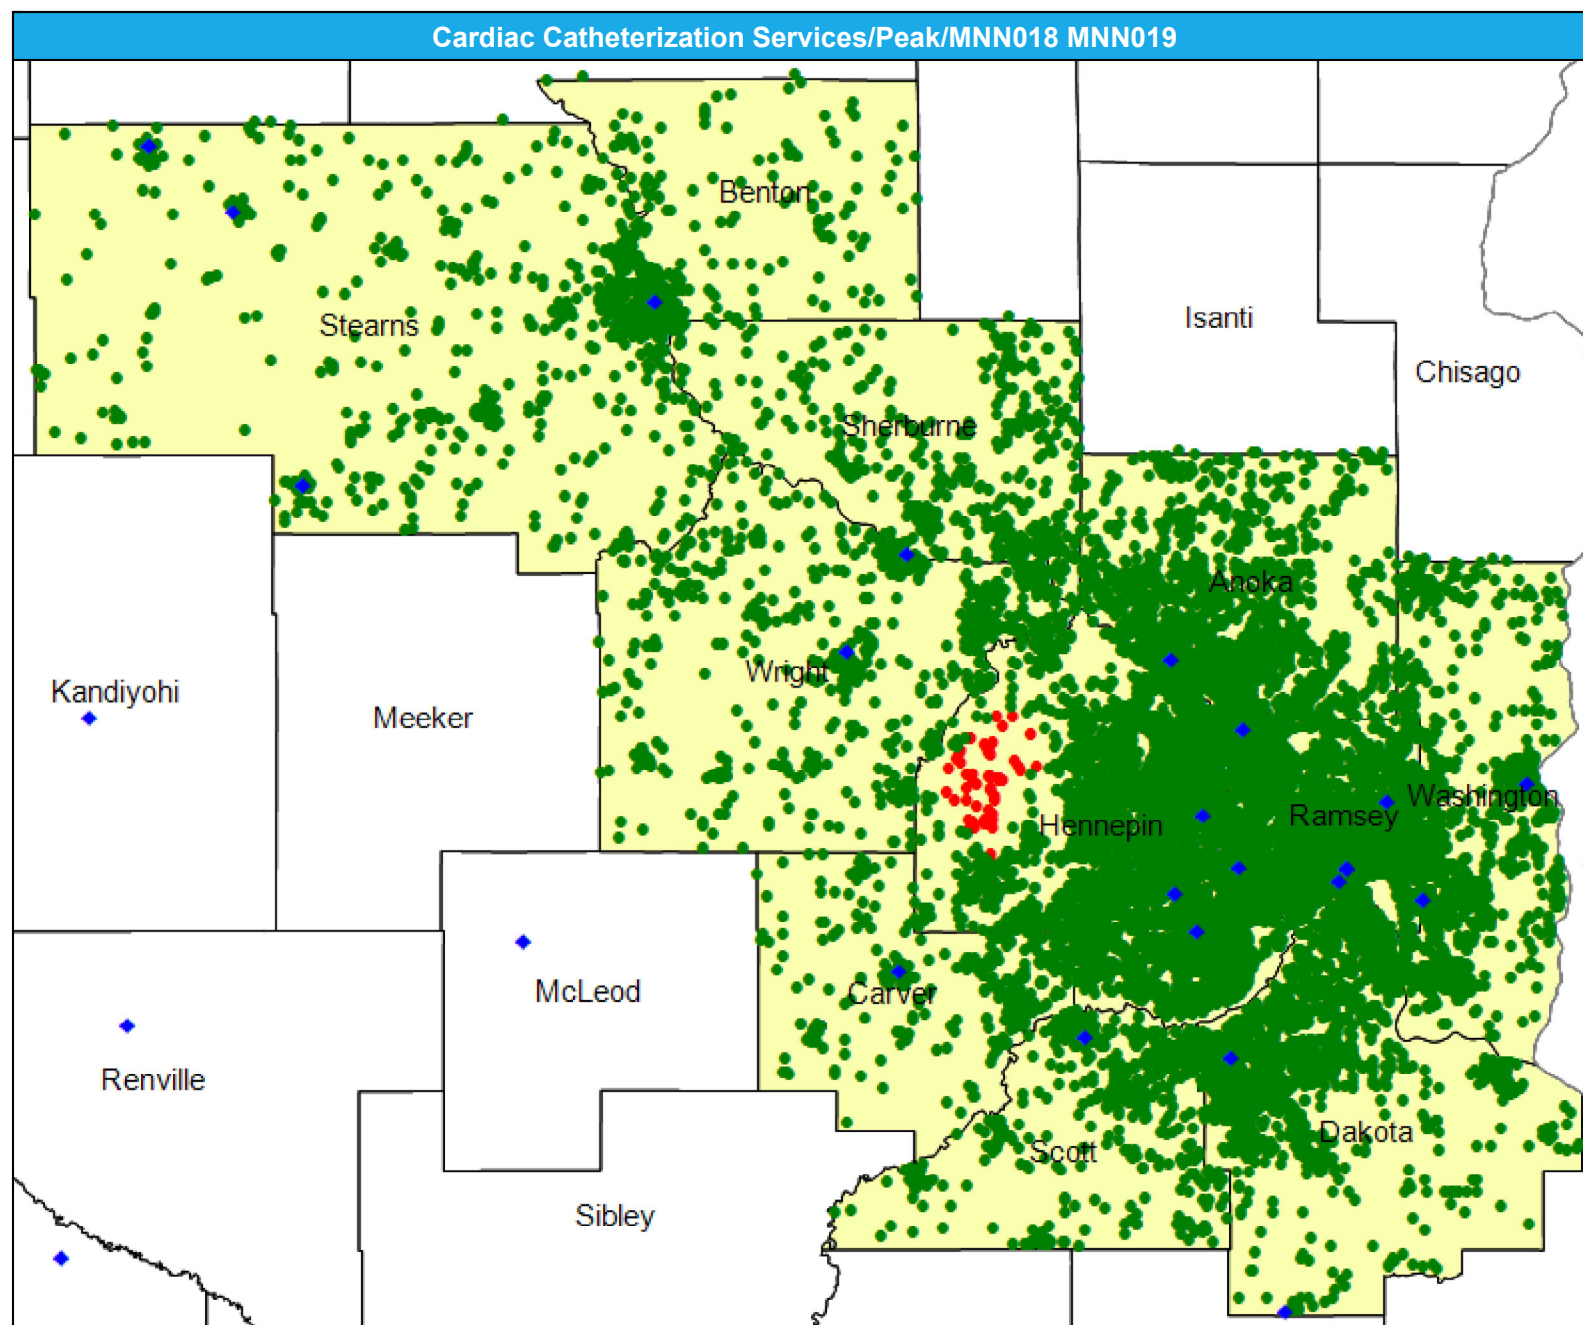 Cardiac Catheterization Services/Peak/MNN018 MNN019
Benton
Isanti
Stearns
Chisago
Sherburne
Anoka
Wright
Kandiyohi
Meeker
Washington
Ramsey
Hennepin
McLeod
Carver
Renville
Dakota
Scott
Sibley